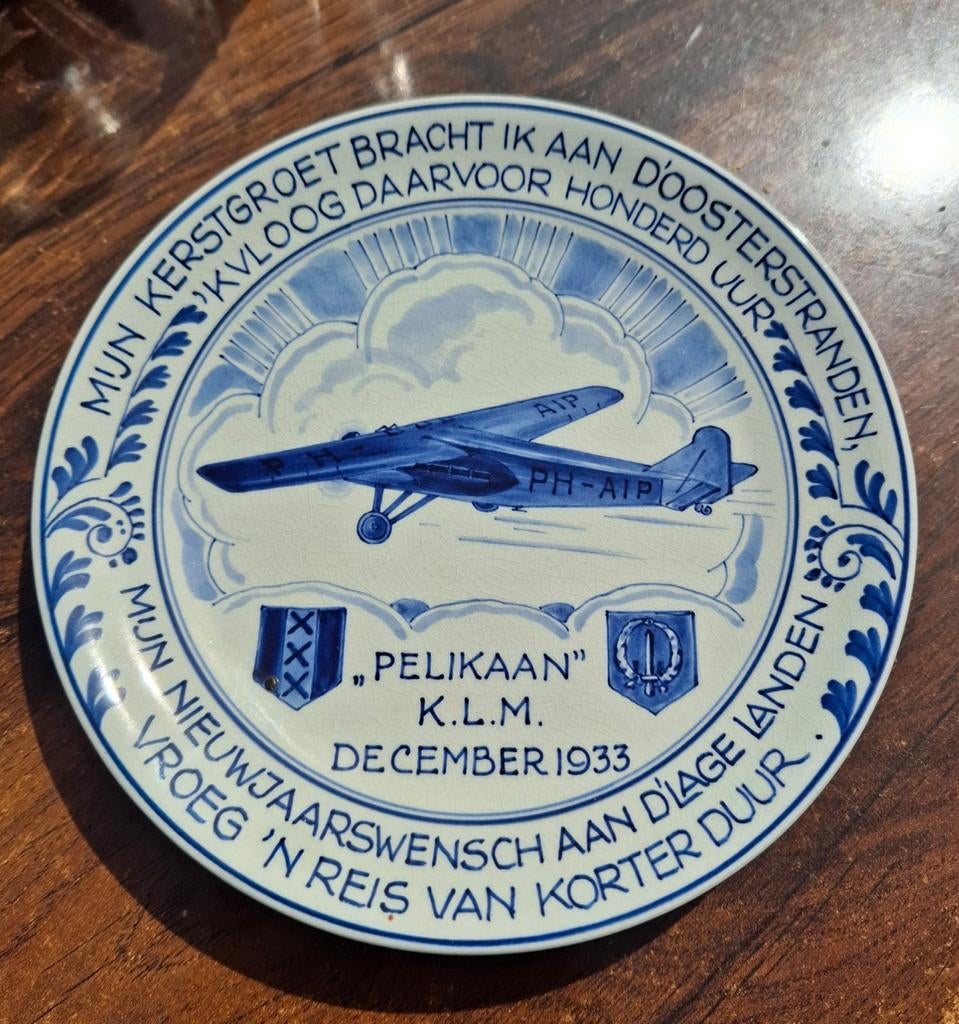 MIJN KERSTGROET BRACHT IK AAN D'OOSTERSTRANDEN,
'K VLOOG DAARVOOR HONDERD UUR
AIP
PH-AIP
XXX
„PELIKAAN"
K.L.M.
DECEMBER 1933
MIJN NIEUWJAARSWENSCH AAN D'LAGE LANDEN
VROEG 'N REIS VAN KORTER DUUR.